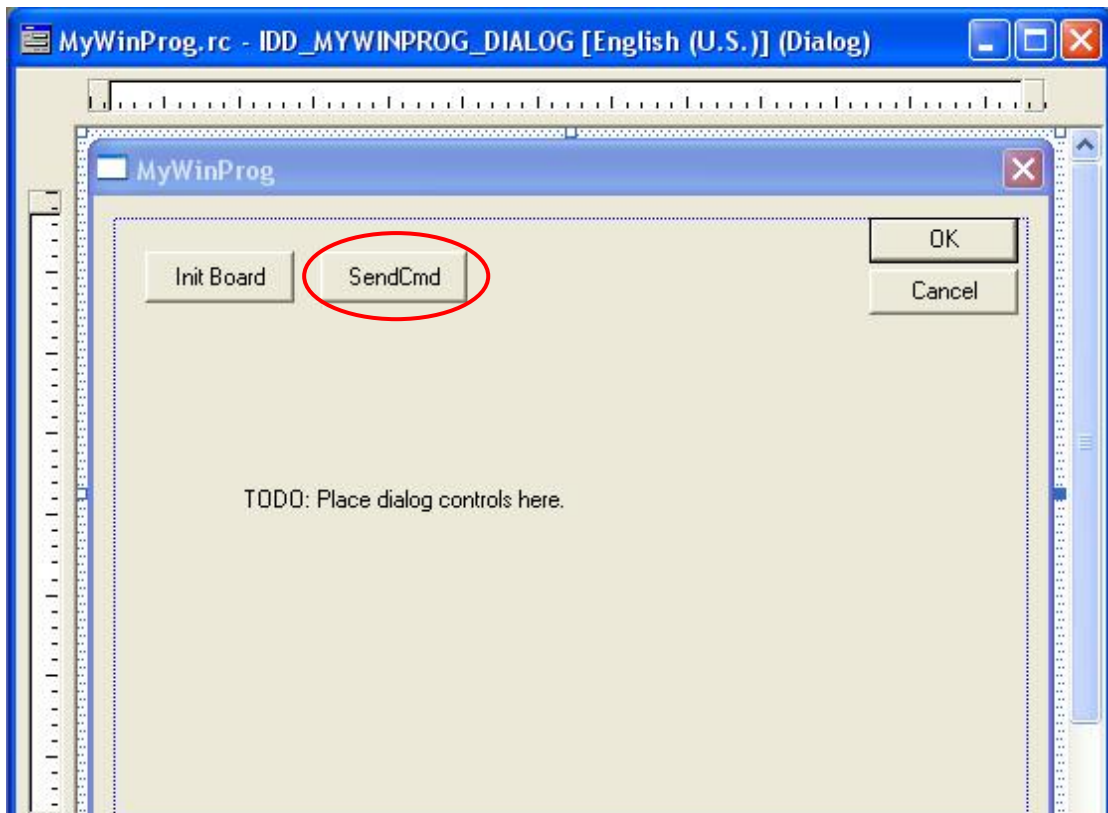 MyWinProg.rc - IDD_MYWINPROG_DIALOG [English (U.S.)] (Dialog)
MyWinProg
OK
Init Board
SendCmd
Cancel
TODO: Place dialog controls here.